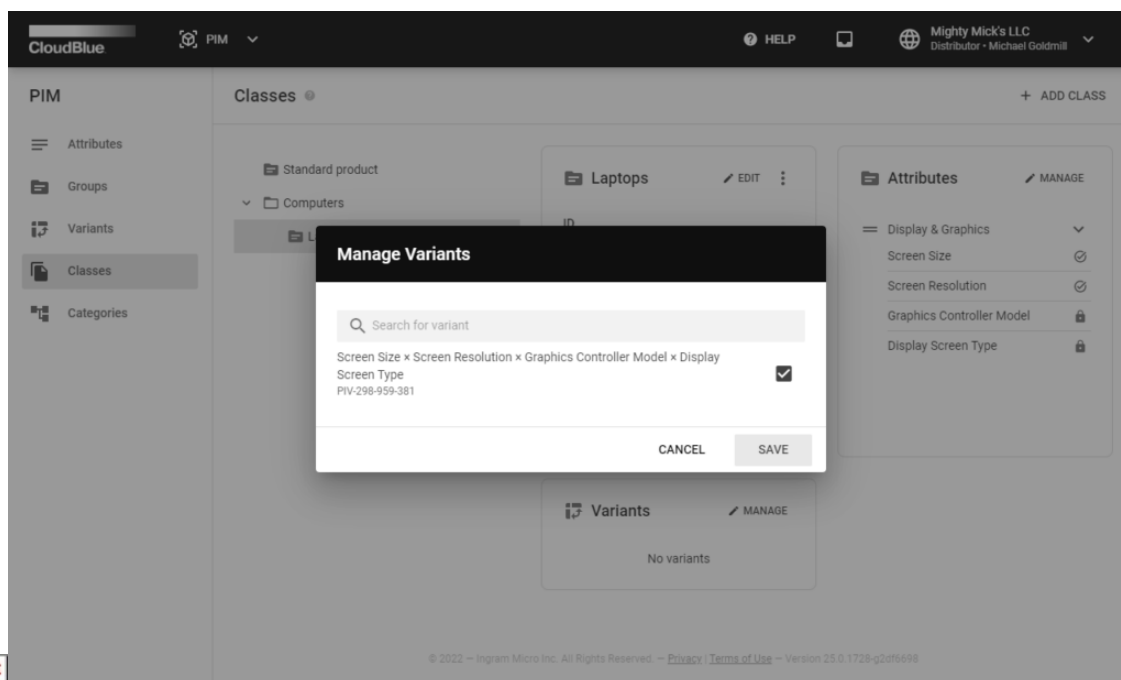 CloudBlue
PIM
HELP
Mighty Mick's LLC
Distributor • Michael Goldmill
PIM
Classes
+ ADD CLASS
Attributes
Groups
Variants
Classes
Categories
Standard product
Computers
L
Laptops
EDIT
ID
Attributes
MANAGE
Display & Graphics
Screen Size
Screen Resolution
Graphics Controller Model
Display Screen Type
Manage Variants
Search for variant
Screen Size × Screen Resolution × Graphics Controller Model × Display
Screen Type
PIV-298-959-381
CANCEL
SAVE
Variants
MANAGE
No variants
© 2022 – Ingram Micro Inc. All Rights Reserved. – Privacy | Terms of Use – Version 25.0.1728-g2df6698